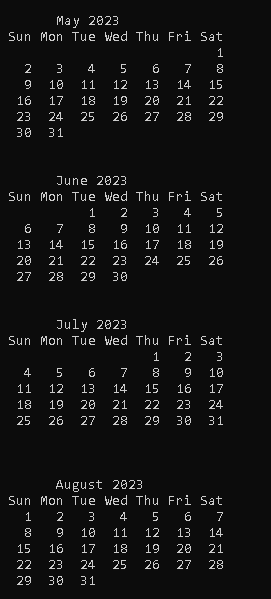 May 2023
Sun Mon Tue Wed Thu Fri Sat
1
2 3 4 5 6 7 8
9 10 11 12 13 14 15
16 17 18 19 20 21 22
23 24 25 26 27 28 29
30 31
June 2023
Sun Mon Tue Wed Thu Fri Sat
1 2 3 4 5
6 7 8 9 10 11 12
13 14 15 16 17 18 19
20 21 22 23 24 25 26
27 28 29 30
July 2023
Sun Mon Tue Wed Thu Fri Sat
1 2 3
4 5 6 7 8 9 10
11 12 13 14 15 16 17
18 19 20 21 22 23 24
25 26 27 28 29 30 31
August 2023
Sun Mon Tue Wed Thu Fri Sat
1 2 3 4 5 6 7
8 9 10 11 12 13 14
15 16 17 18 19 20 21
22 23 24 25 26 27 28
29 30 31